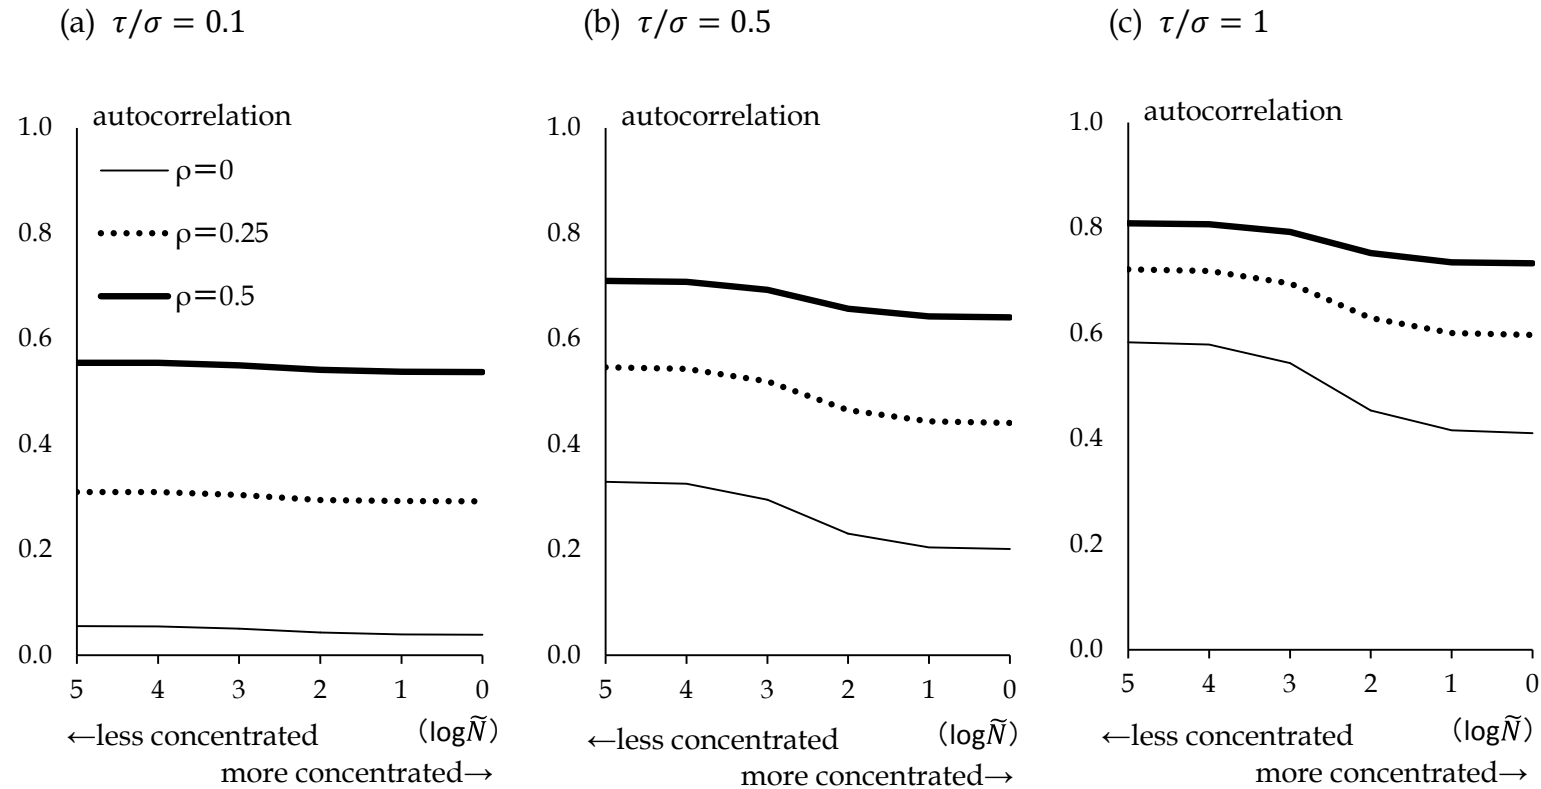 (a) τ/σ = 0.1
autocorrelation
1.0
ρ=0
ρ=0.25
0.8
ρ=0.5
0.6
0.4
0.2
0.0
5 4 3 2 1 0
←less concentrated (logÑ)
more concentrated→
(b) τ/σ = 0.5
autocorrelation
1.0
0.8
0.6
0.4
0.2
0.0
5 4 3 2 1 0
←less concentrated (logÑ)
more concentrated→
(c) τ/σ = 1
autocorrelation
1.0
0.8
0.6
0.4
0.2
0.0
5 4 3 2 1 0
←less concentrated (logÑ)
more concentrated→